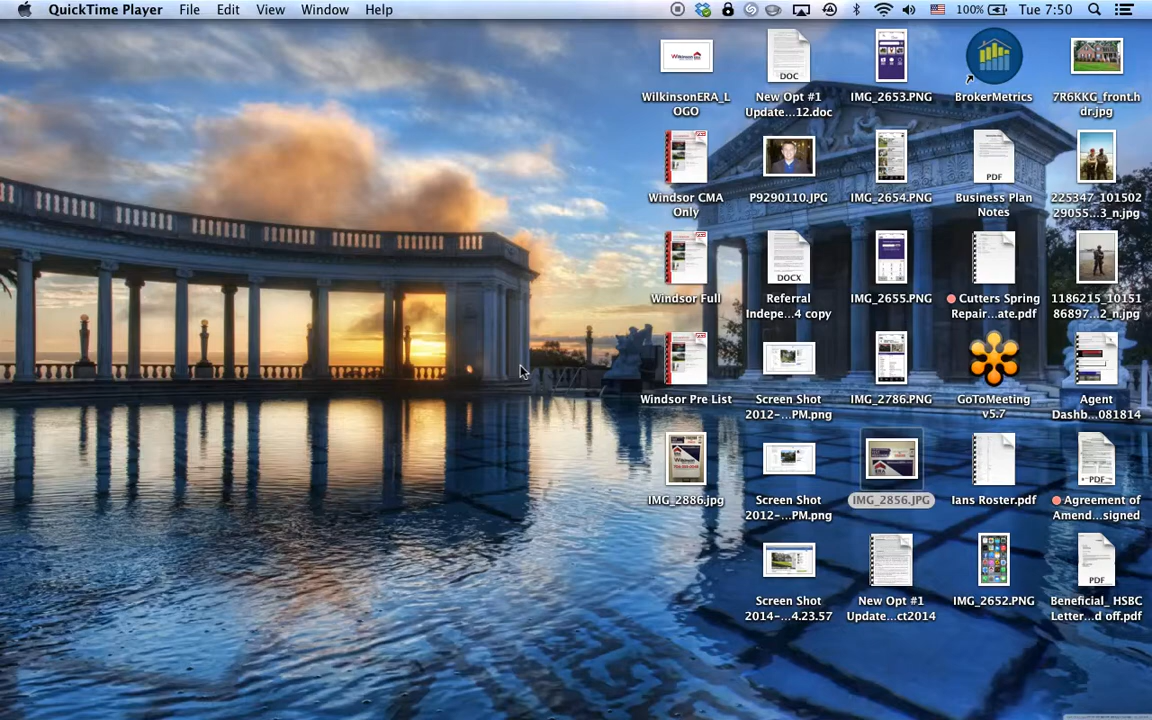 QuickTime Player File Edit View Window Help 100% Tue 7:50
WilkinsonERA_L
OGO
New Opt #1
Update...12.doc
IMG_2653.PNG
BrokerMetrics
7R6KKG_front.h
dr.jpg
DOC
Windsor CMA
Only
P9290110.JPG
IMG_2654.PNG
PDF
Business Plan
Notes
225347_101502
29055...3_n.jpg
Windsor Full
DOCX
Referral
Indepe...4 copy
IMG_2655.PNG
Cutters Spring
Repair...ate.pdf
1186215_10151
86897...2_n.jpg
Windsor Pre List
Screen Shot
2012-...PM.png
IMG_2786.PNG
GoToMeeting
v5.7
Agent
Dashb...081814
IMG_2886.jpg
Screen Shot
2012-...PM.png
IMG_2856.JPG
Ians Roster.pdf
PDF
Agreement of
Amend...signed
Screen Shot
2014-...4.23.57
New Opt #1
Update...ct2014
IMG_2652.PNG
PDF
Beneficial_ HSBC
Letter...d off.pdf